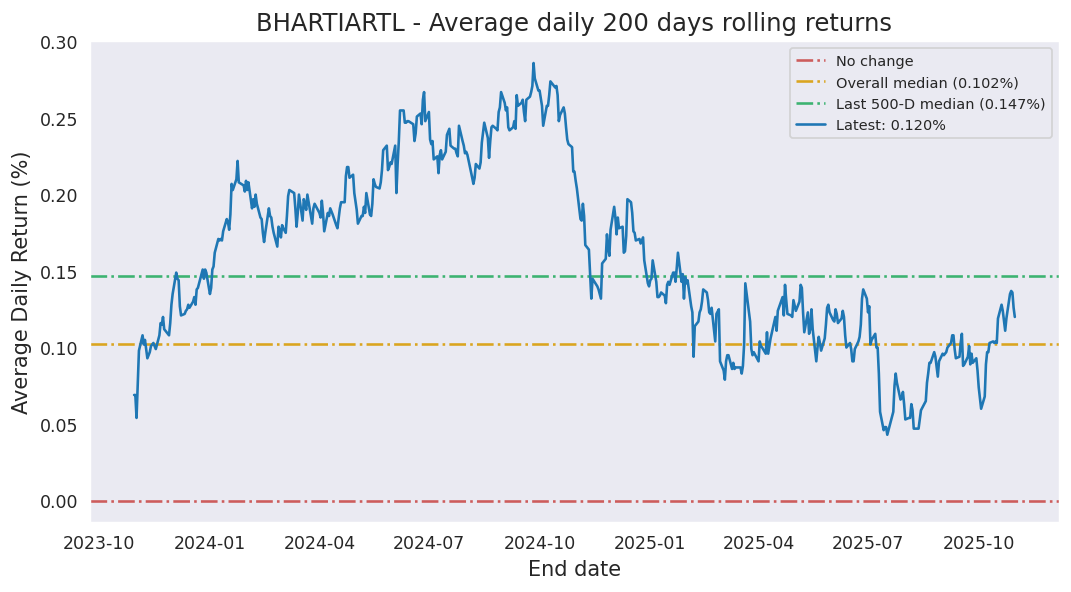 BHARTIARTL - Average daily 200 days rolling returns
No change
Overall median (0.102%)
Last 500-D median (0.147%)
Latest: 0.120%
Average Daily Return (%)
0.30
0.25
0.20
0.15
0.10
0.05
0.00
2023-10 2024-01 2024-04 2024-07 2024-10 2025-01 2025-04 2025-07 2025-10
End date